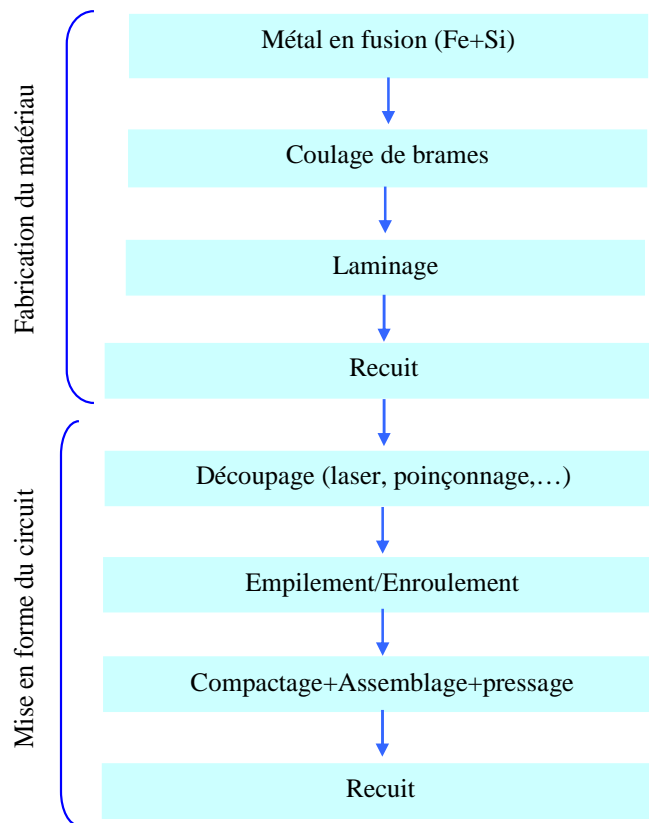 Fabrication du matériau
Métal en fusion (Fe+Si)
Coulage de brames
Laminage
Recuit
Mise en forme du circuit
Découpage (laser, poinçonnage,…)
Empilement/Enroulement
Compactage+Assemblage+pressage
Recuit